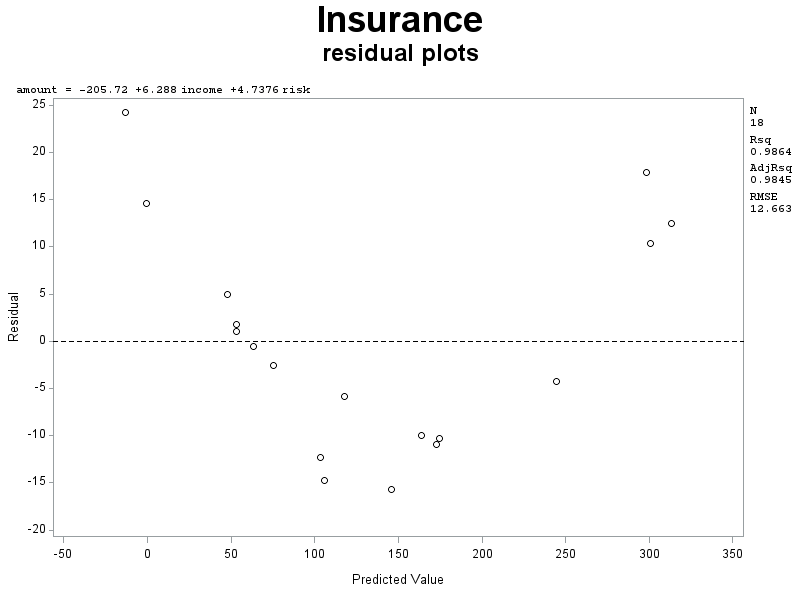 Insurance
residual plots
amount = -205.72 +6.288 income +4.7376 risk
N
18
Rsq
0.9864
AdjRsq
0.9845
RMSE
12.663
25
20
15
10
5
0
-5
-10
-15
-20
Residual
-50 0 50 100 150 200 250 300 350
Predicted Value